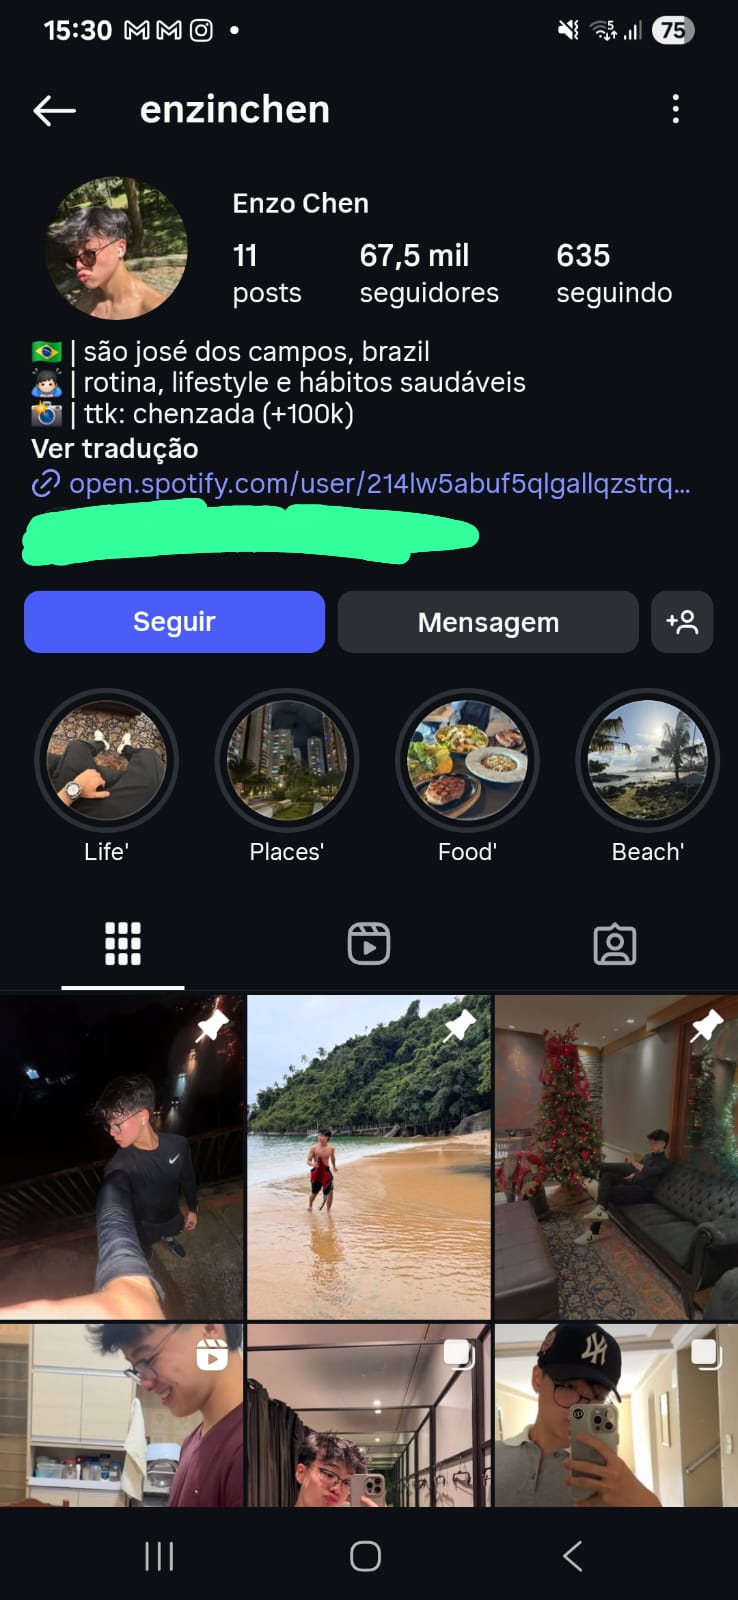 15:30
75
enzinchen
Enzo Chen
11 67,5 mil 635
posts seguidores seguindo
| são josé dos campos, brazil
| rotina, lifestyle e hábitos saudáveis
| ttk: chenzada (+100k)
Ver tradução
open.spotify.com/user/214lw5abuf5qlgallqzstrq...
Seguir Mensagem
Life' Places' Food' Beach'